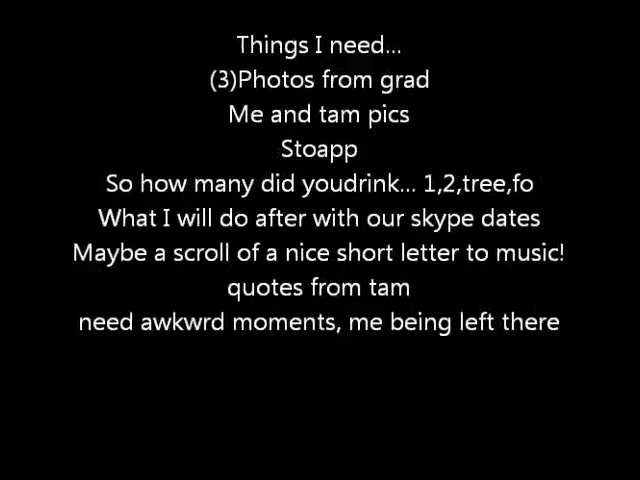 Things I need...
(3)Photos from grad
Me and tam pics
Stoapp
So how many did youdrink... 1,2,tree,fo
What I will do after with our skype dates
Maybe a scroll of a nice short letter to music!
quotes from tam
need awkwrd moments, me being left there